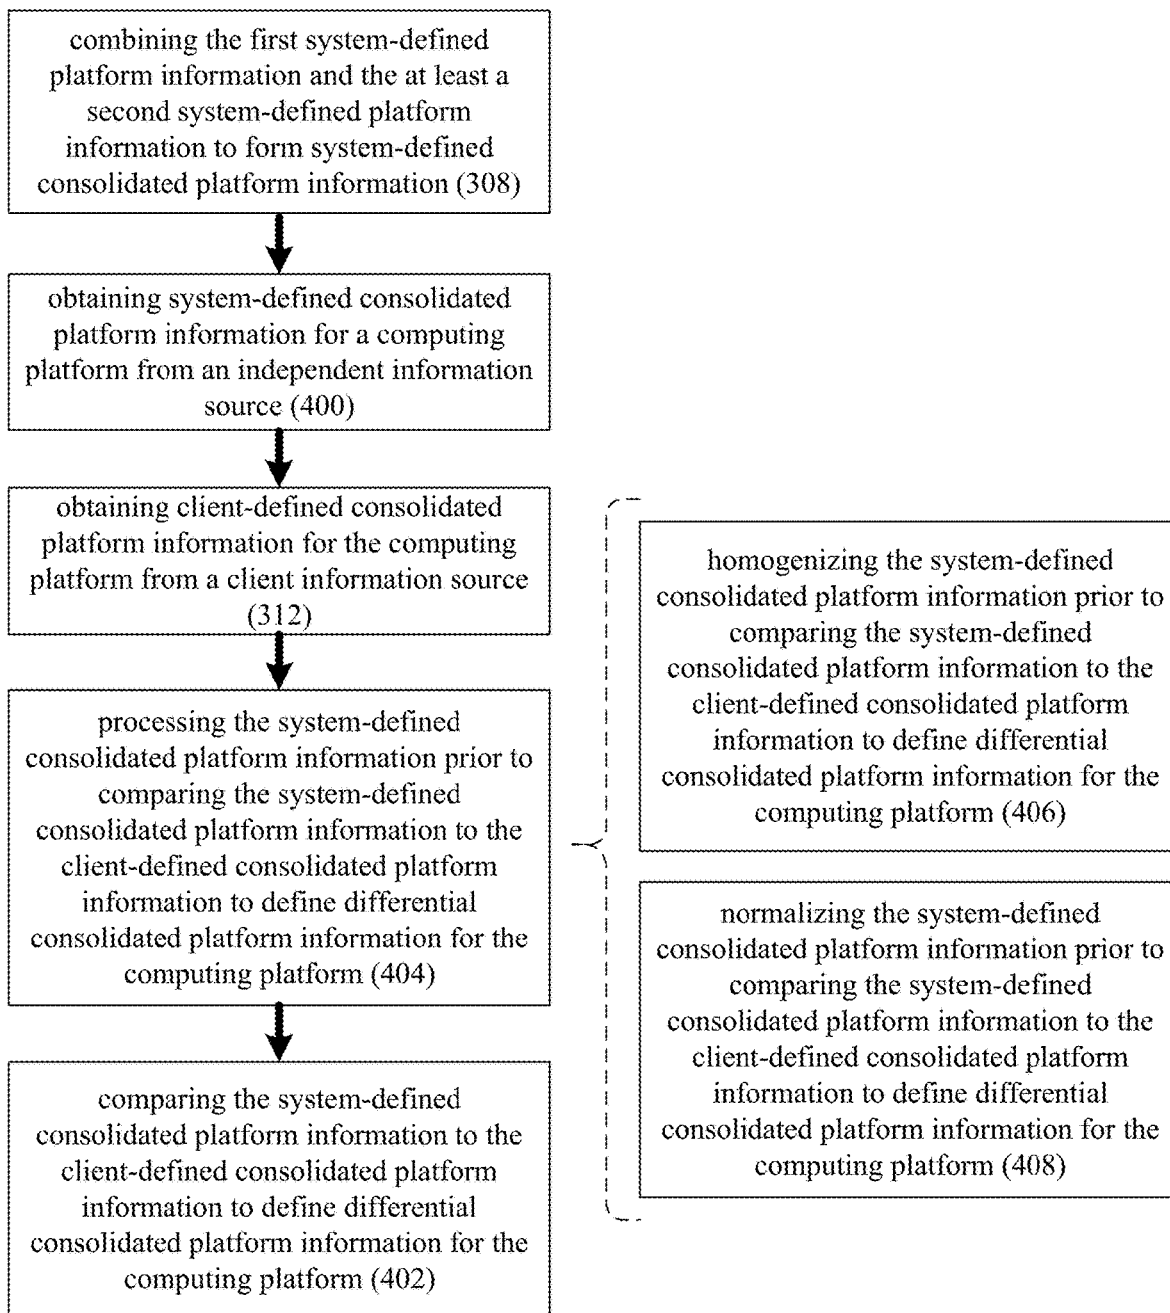 combining the first system-defined
platform information and the at least a
second system-defined platform
information to form system-defined
consolidated platform information (308)
obtaining system-defined consolidated
platform information for a computing
platform from an independent information
source (400)
obtaining client-defined consolidated
platform information for the computing
platform from a client information source
(312)
processing the system-defined
consolidated platform information prior to
comparing the system-defined
consolidated platform information to the
client-defined consolidated platform
information to define differential
consolidated platform information for the
computing platform (404)
comparing the system-defined
consolidated platform information to the
client-defined consolidated platform
information to define differential
consolidated platform information for the
computing platform (402)
homogenizing the system-defined
consolidated platform information prior to
comparing the system-defined
consolidated platform information to the
client-defined consolidated platform
information to define differential
consolidated platform information for the
computing platform (406)
normalizing the system-defined
consolidated platform information prior to
comparing the system-defined
consolidated platform information to the
client-defined consolidated platform
information to define differential
consolidated platform information for the
computing platform (408)